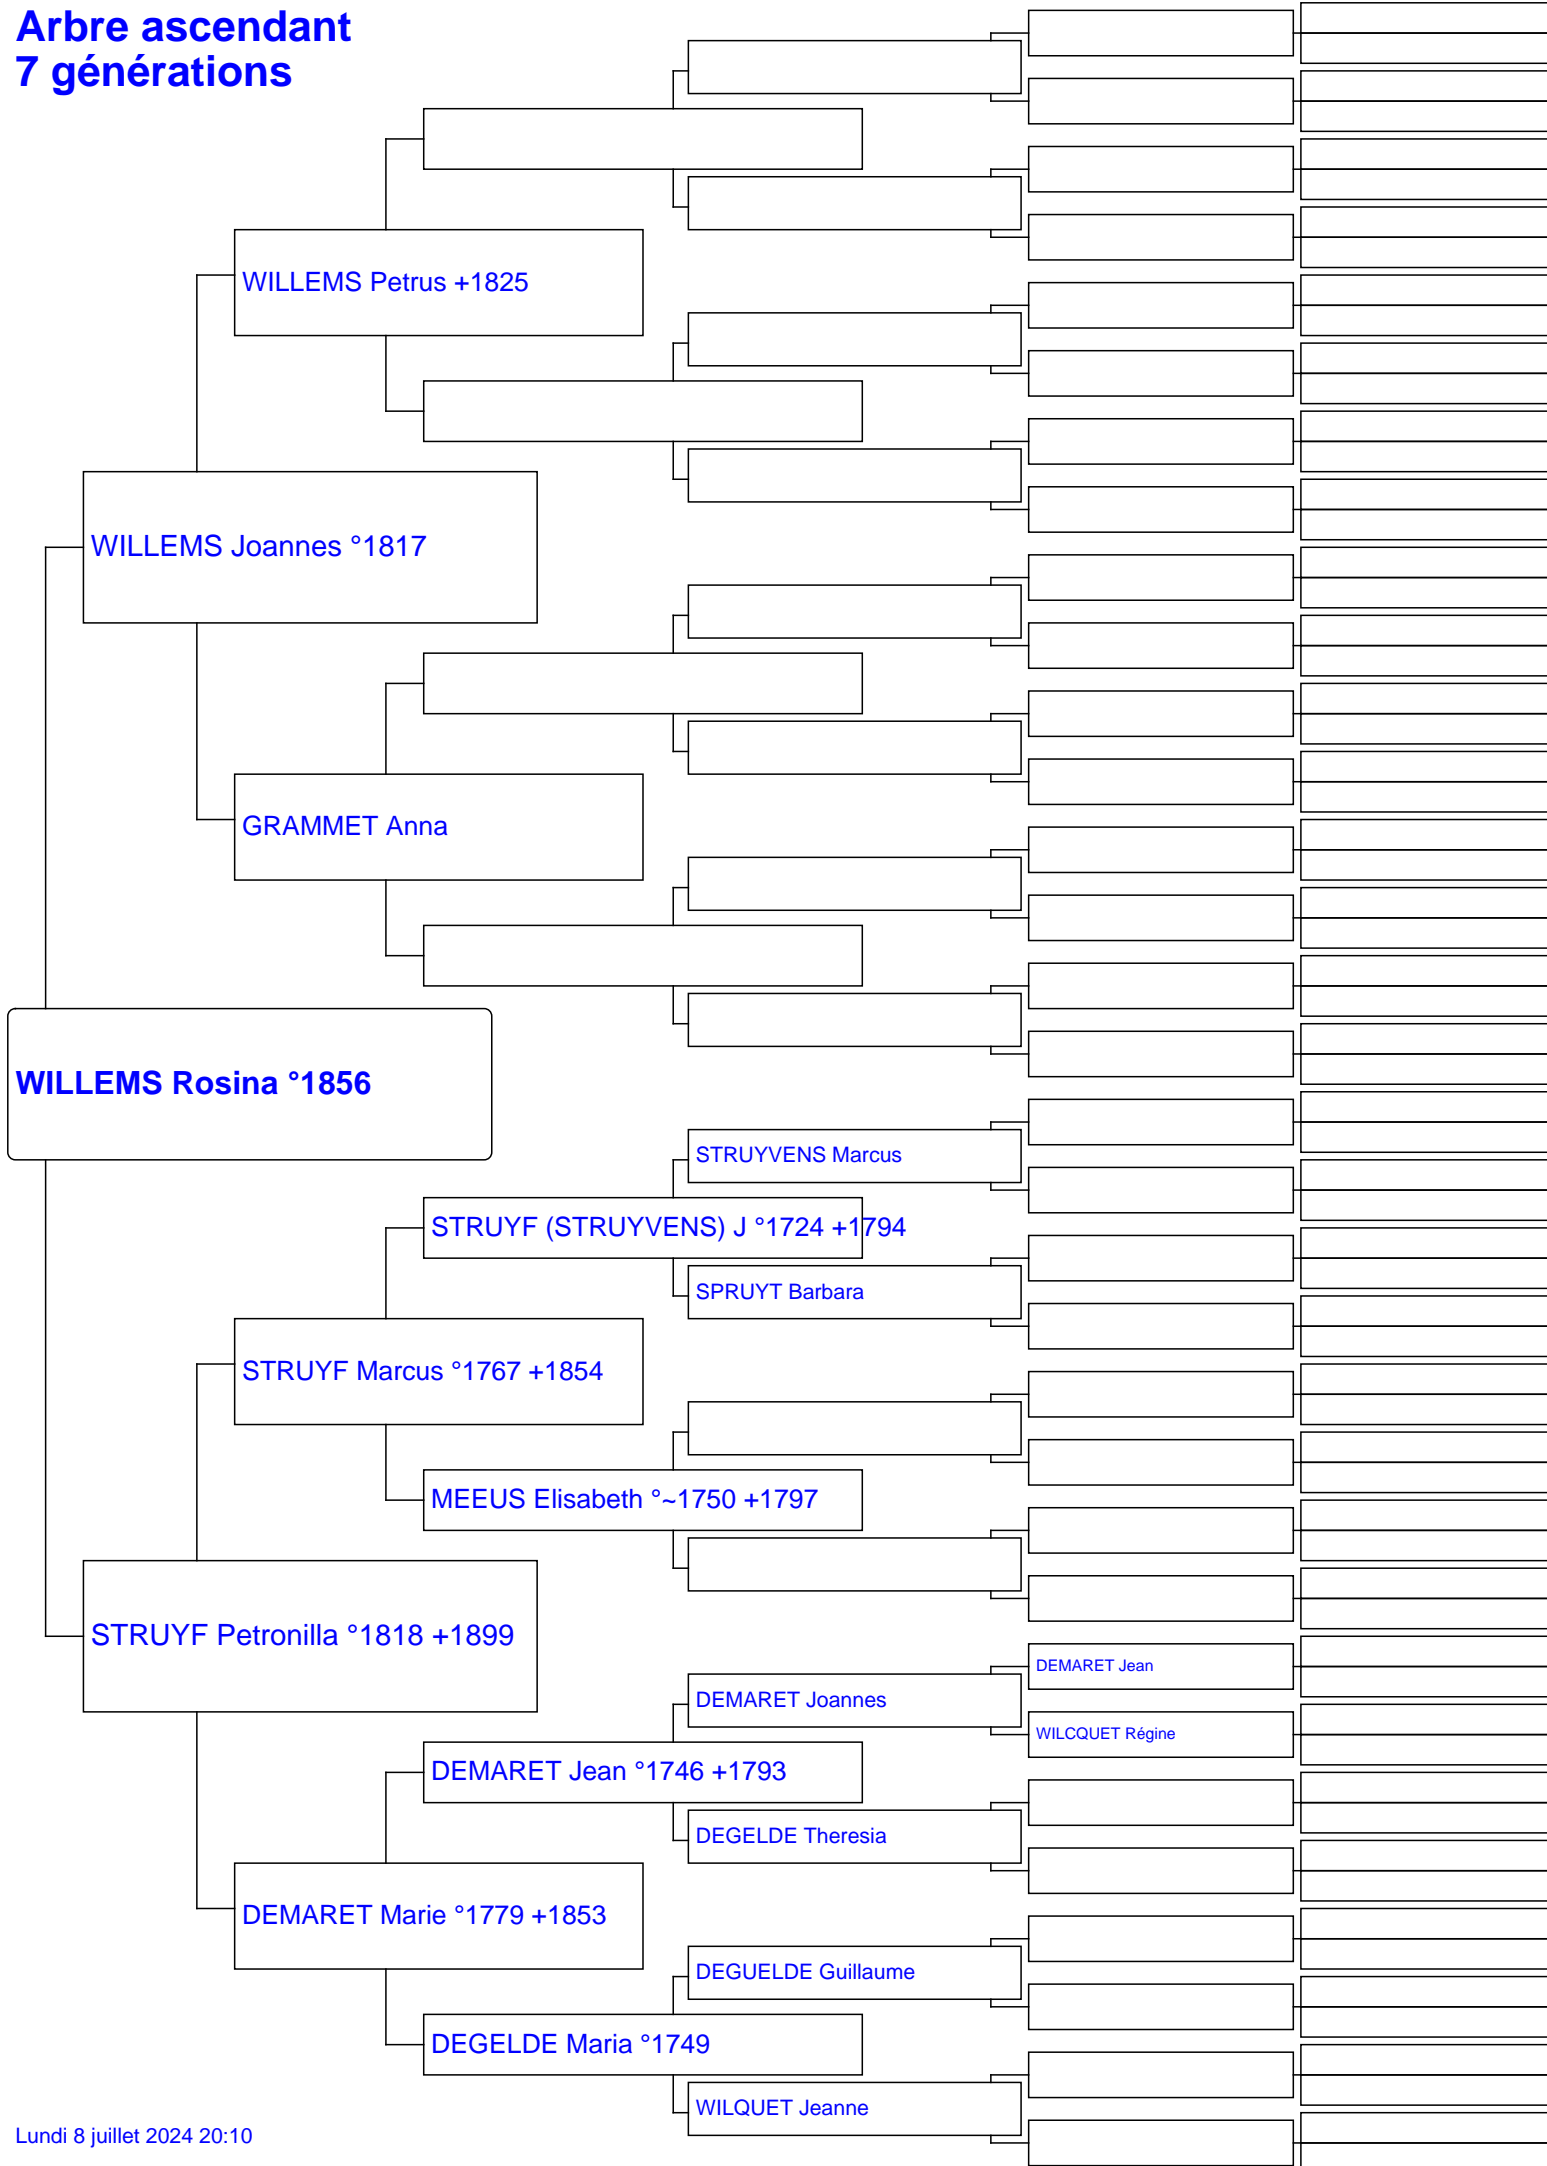 Arbre ascendant
7 générations
WILLEMS Petrus +1825
WILLEMS Joannes °1817
GRAMMET Anna
WILLEMS Rosina °1856
STRUYVENS Marcus
STRUYF (STRUYVENS) J °1724 +1794
SPRUYT Barbara
STRUYF Marcus °1767 +1854
MEEUS Elisabeth °~1750 +1797
STRUYF Petronilla °1818 +1899
DEMARET Jean
DEMARET Joannes
WILCQUET Régine
DEMARET Jean °1746 +1793
DEGELDE Theresia
DEMARET Marie °1779 +1853
DEGUELDE Guillaume
DEGELDE Maria °1749
WILQUET Jeanne
Lundi 8 juillet 2024 20:10